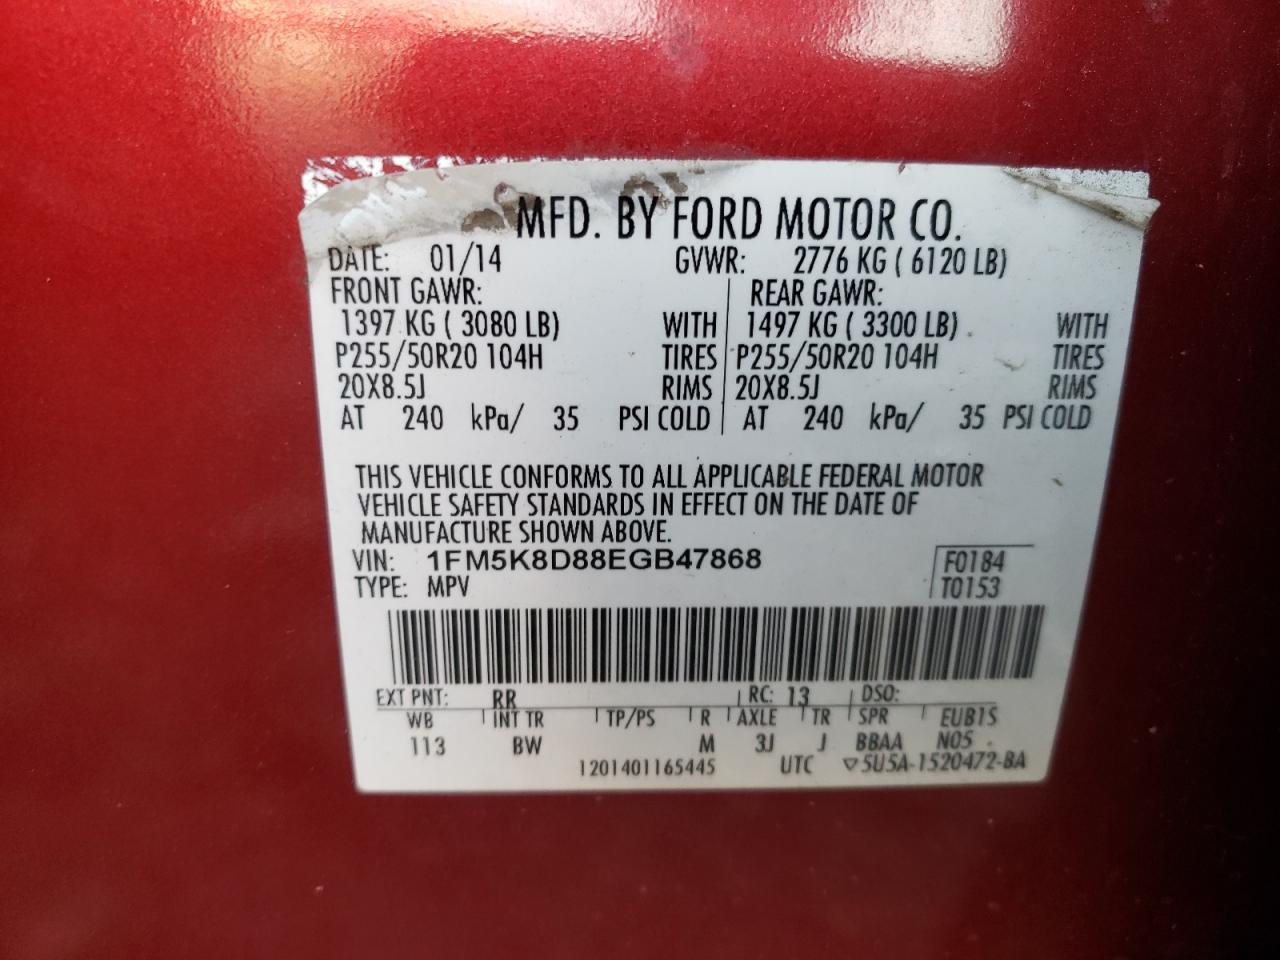 MFD. BY FORD MOTOR CO.
DATE: 01/14 GVWR: 2776 KG ( 6120 LB)
FRONT GAWR: REAR GAWR:
1397 KG ( 3080 LB) WITH 1497 KG ( 3300 LB) WITH
P255/50R20 104H TIRES P255/50R20 104H TIRES
20X8.5J RIMS 20X8.5J RIMS
AT 240 kPa/ 35 PSI COLD AT 240 kPa/ 35 PSI COLD
THIS VEHICLE CONFORMS TO ALL APPLICABLE FEDERAL MOTOR
VEHICLE SAFETY STANDARDS IN EFFECT ON THE DATE OF
MANUFACTURE SHOWN ABOVE.
VIN: 1FM5K8D88EGB47868 F0184
TYPE: MPV T0153
EXT PNT: RR RC: 13 DSO:
WB INT TR TP/PS R AXLE TR SPR EUB1S
113 BW M 3J J BBAA N05
1201401165445 UTC ▽5U5A-1520472-BA